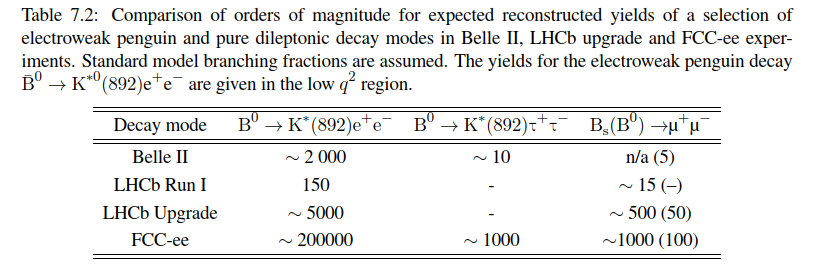 Table 7.2: Comparison of orders of magnitude for expected reconstructed yields of a selection of
electroweak penguin and pure dileptonic decay modes in Belle II, LHCb upgrade and FCC-ee exper-
iments. Standard model branching fractions are assumed. The yields for the electroweak penguin decay
B̄⁰ → K*⁰(892)e⁺e⁻ are given in the low q² region.
Decay mode B⁰ → K*(892)e⁺e⁻ B⁰ → K*(892)τ⁺τ⁻ Bₛ(B⁰) →μ⁺μ⁻
Belle II ∼ 2 000 ∼ 10 n/a (5)
LHCb Run I 150 - ∼ 15 (–)
LHCb Upgrade ∼ 5000 - ∼ 500 (50)
FCC-ee ∼ 200000 ∼ 1000 ∼1000 (100)